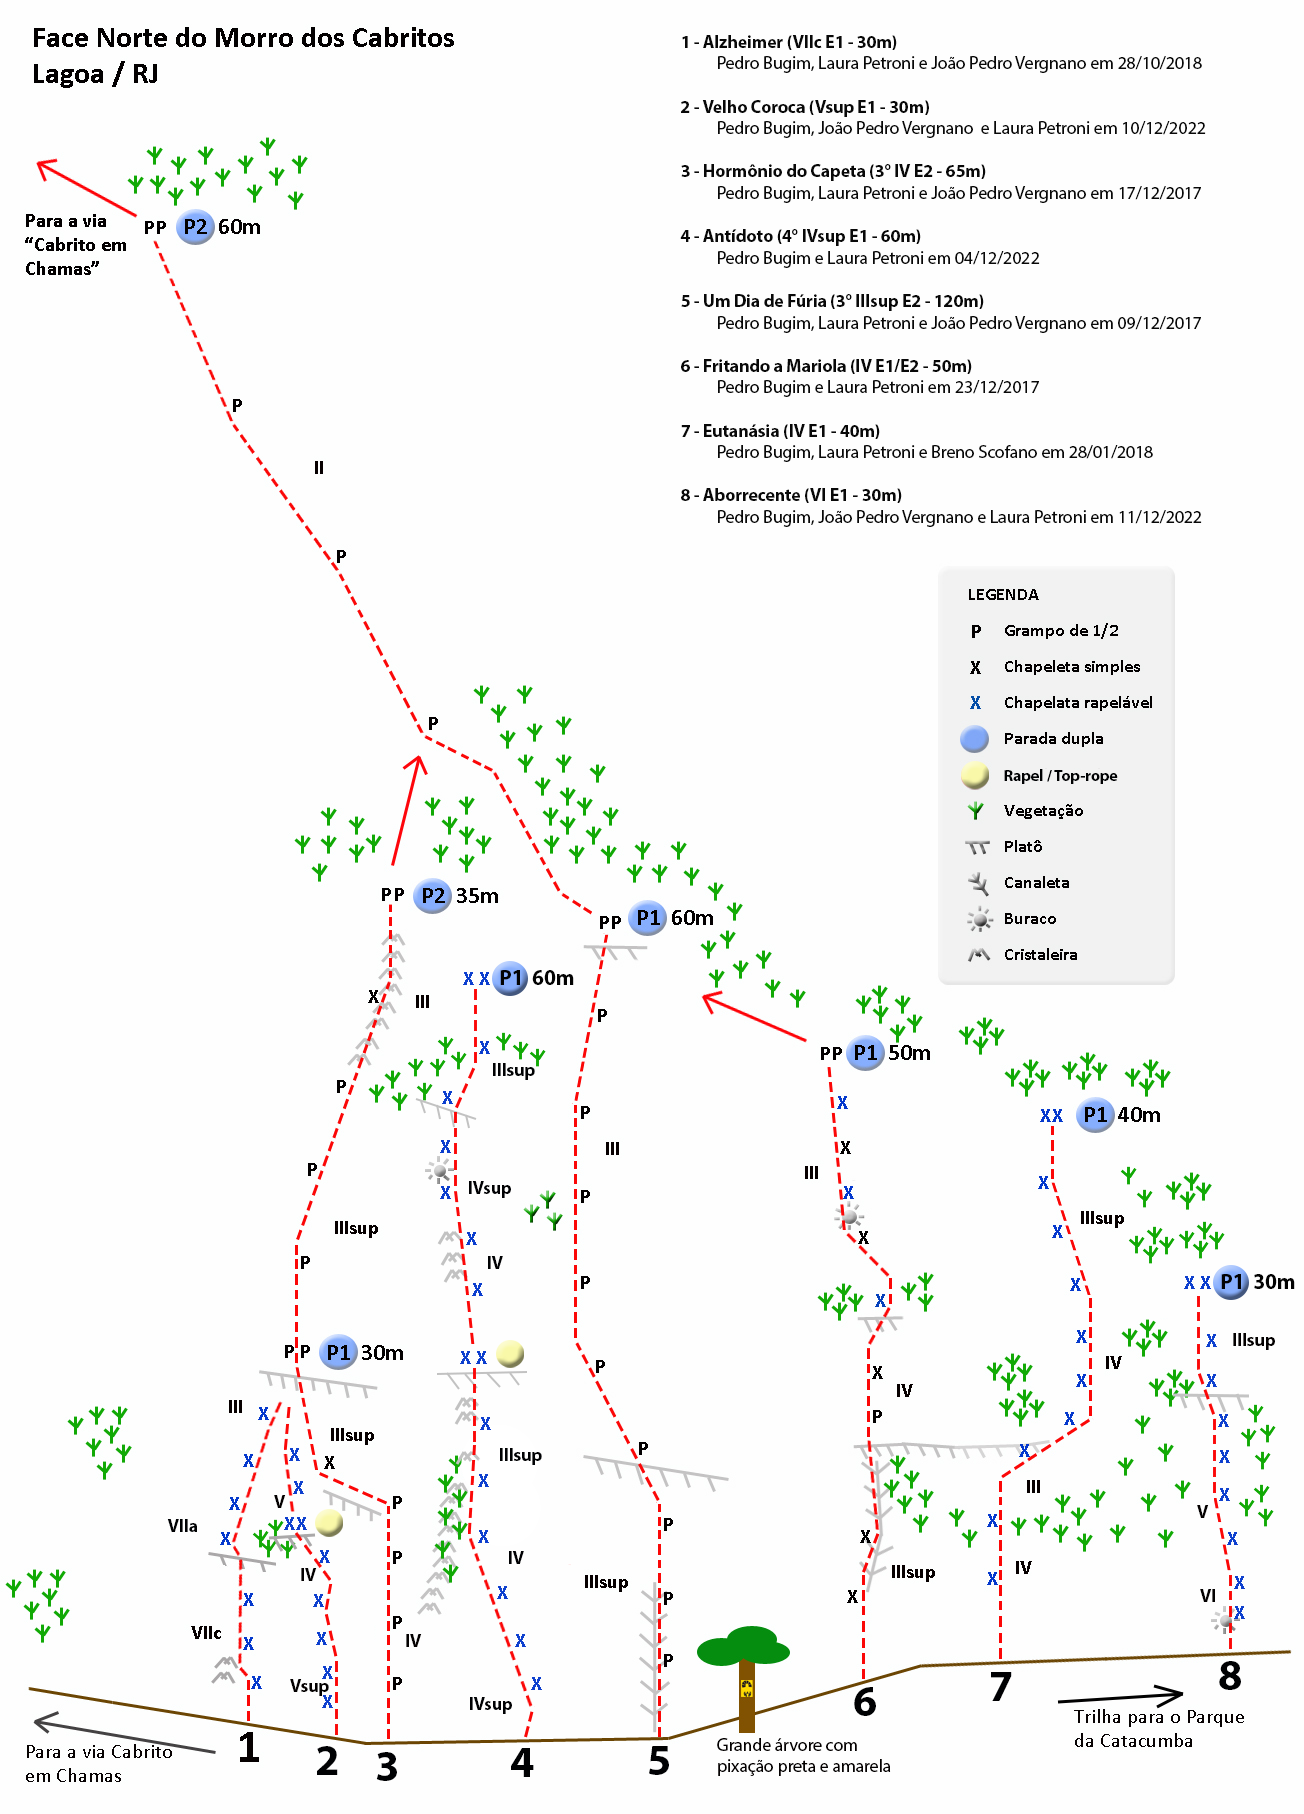 Face Norte do Morro dos Cabritos
Lagoa / RJ
1 - Alzheimer (VIIc E1 - 30m)
Pedro Bugim, Laura Petroni e João Pedro Vergnano em 28/10/2018
2 - Velho Coroca (Vsup E1 - 30m)
Pedro Bugim, João Pedro Vergnano e Laura Petroni em 10/12/2022
3 - Hormônio do Capeta (3° IV E2 - 65m)
Pedro Bugim, Laura Petroni e João Pedro Vergnano em 17/12/2017
4 - Antídoto (4° IVsup E1 - 60m)
Pedro Bugim e Laura Petroni em 04/12/2022
5 - Um Dia de Fúria (3° IIIsup E2 - 120m)
Pedro Bugim, Laura Petroni e João Pedro Vergnano em 09/12/2017
6 - Fritando a Mariola (IV E1/E2 - 50m)
Pedro Bugim e Laura Petroni em 23/12/2017
7 - Eutanásia (IV E1 - 40m)
Pedro Bugim, Laura Petroni e Breno Scofano em 28/01/2018
8 - Aborrecente (VI E1 - 30m)
Pedro Bugim, João Pedro Vergnano e Laura Petroni em 11/12/2022
LEGENDA
P Grampo de 1/2
X Chapeleta simples
X Chapelata rapelável
Parada dupla
Rapel / Top-rope
Vegetação
Platô
Canaleta
Buraco
Cristaleira
Para a via
“Cabrito em
Chamas”
PP P2 60m
P
II
P
P
PP P2 35m
PP P1 60m
X III
X X P1 60m
P
X
IIIsup
PP P1 50m
P
X
X
XX P1 40m
P
X
X
III
III
P
X
IVsup
P
X
X
IIIsup
X
IIIsup
P
X
IV
X
P
X
X
X
X X P1 30m
PP P1 30m
X X
P
X
IV
P
X
X
IV
X
X
IIIsup
X
III
X
IIIsup
X
X
X
V
X
X
X
IIIsup
P
X
III
X
X
X
V
X
VIIa
X
XX
P
P
X
IV
X
X
IV
P
P
X
IIIsup
X
IIIsup
X
X
IV
X
X
VI
X
X
VIIc
X
X
X
Vsup
X
X
X
P
IV
P
X
X
IVsup
P
P
1
2
3
4
5
6
7
8
Para a via Cabrito
em Chamas
Grande árvore com
pixação preta e amarela
Trilha para o Parque
da Catacumba